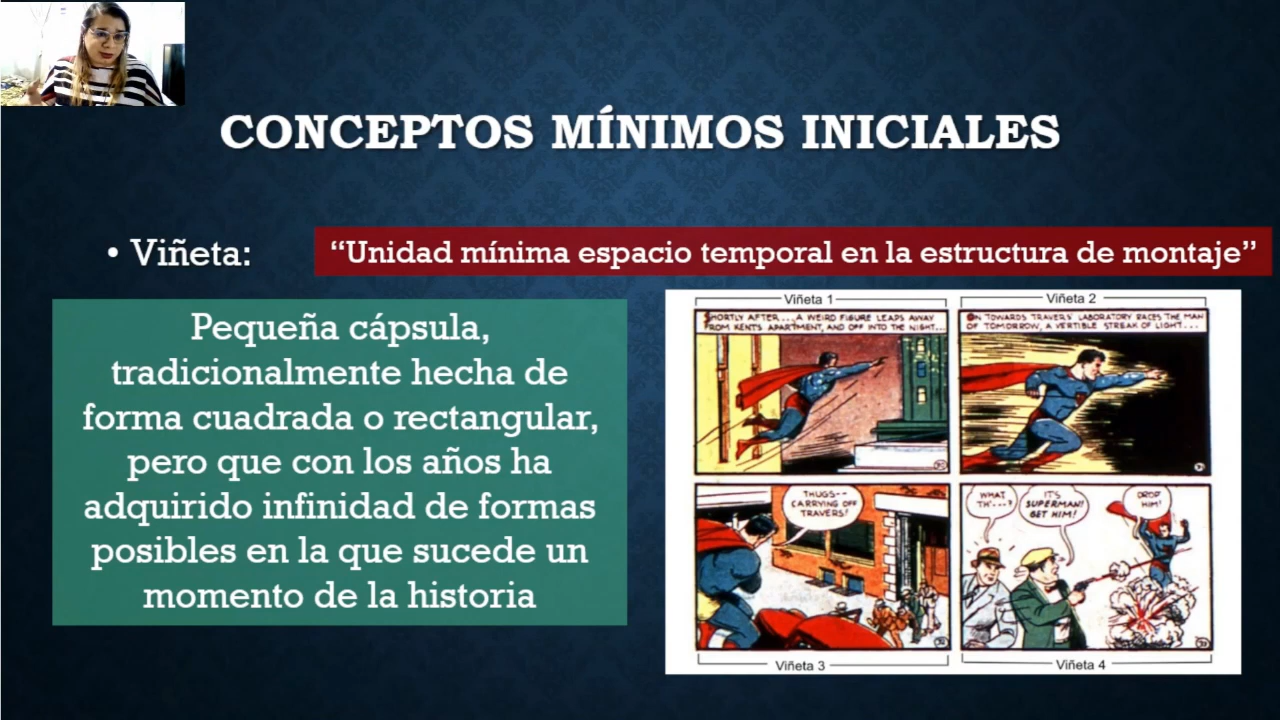 CONCEPTOS MÍNIMOS INICIALES
• Viñeta:
“Unidad mínima espacio temporal en la estructura de montaje”
Pequeña cápsula,
tradicionalmente hecha de
forma cuadrada o rectangular,
pero que con los años ha
adquirido infinidad de formas
posibles en la que sucede un
momento de la historia
Viñeta 1
SHORTLY AFTER... A WEIRD FIGURE LEAPS AWAY
FROM KENT'S APARTMENT, AND OFF INTO THE NIGHT...
Viñeta 2
ON TOWARDS TRAVERS' LABORATORY RACES THE MAN
OF TOMORROW, A VERTIBLE STREAK OF LIGHT...
THUGS--
CARRYING OFF
TRAVERS!
Viñeta 3
WHAT
TH'---?
IT'S
SUPERMAN!
GET HIM!
DROP
HIM!
Viñeta 4